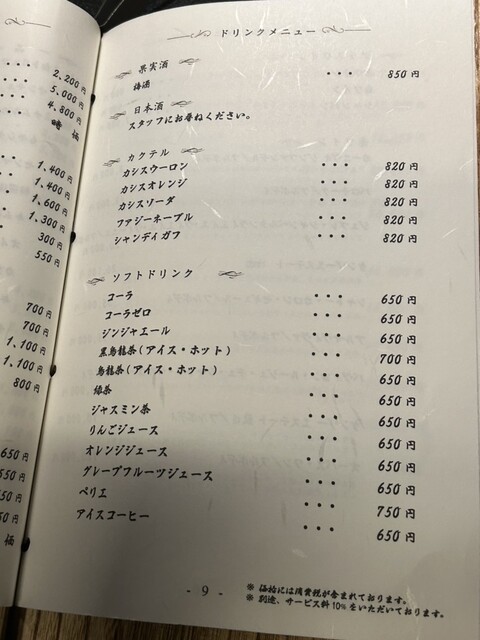 2,200円
5,000円
4,800円
時 価
1,400円
1,400円
1,600円
1,300円
300円
550円
700円
700円
1,100円
1,100円
800円
650円
550円
650円
650円
価
ドリンクメニュー
果実酒
梅酒 ・・・ 850円
日本酒
スタッフにお尋ねください。
カクテル
カシスウーロン ・・・ 820円
カシスオレンジ ・・・ 820円
カシスソーダ ・・・ 820円
ファジーネーブル ・・・ 820円
シャンディガフ ・・・ 820円
ソフトドリンク
コーラ ・・・ 650円
コーラゼロ ・・・ 650円
ジンジャエール ・・・ 650円
黒烏龍茶(アイス・ホット) ・・・ 700円
烏龍茶(アイス・ホット) ・・・ 650円
緑茶 ・・・ 650円
ジャスミン茶 ・・・ 650円
りんごジュース ・・・ 650円
オレンジジュース ・・・ 650円
グレープフルーツジュース ・・・ 650円
ペリエ ・・・ 750円
アイスコーヒー ・・・ 650円
- 9 -
※ 価格には消費税が含まれております。
※ 別途、サービス料10%をいただいております。